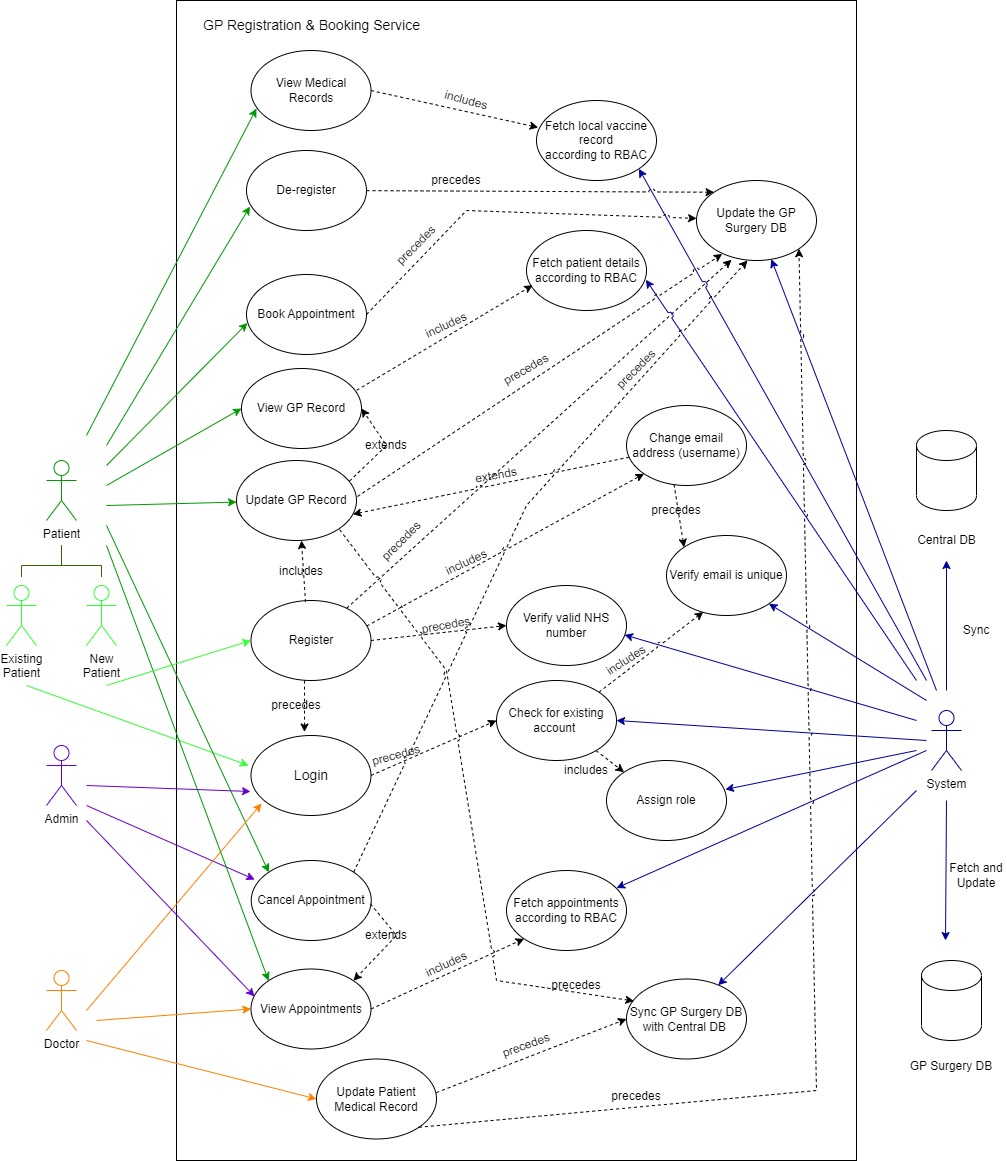 GP Registration & Booking Service
View Medical
Records
includes
Fetch local vaccine
record
according to RBAC
De-register
precedes
Update the GP
Surgery DB
precedes
Fetch patient details
according to RBAC
Book Appointment
includes
precedes
precedes
View GP Record
extends
Change email
address (username)
extends
Update GP Record
precedes
precedes
Central DB
Patient
includes
includes
Verify email is unique
Register
precedes
Verify valid NHS
number
Sync
Existing
Patient
New
Patient
includes
precedes
Check for existing
account
precedes
Login
includes
Assign role
System
Admin
Fetch and
Update
Cancel Appointment
Fetch appointments
according to RBAC
extends
includes
precedes
View Appointments
Sync GP Surgery DB
with Central DB
Doctor
precedes
GP Surgery DB
Update Patient
Medical Record
precedes